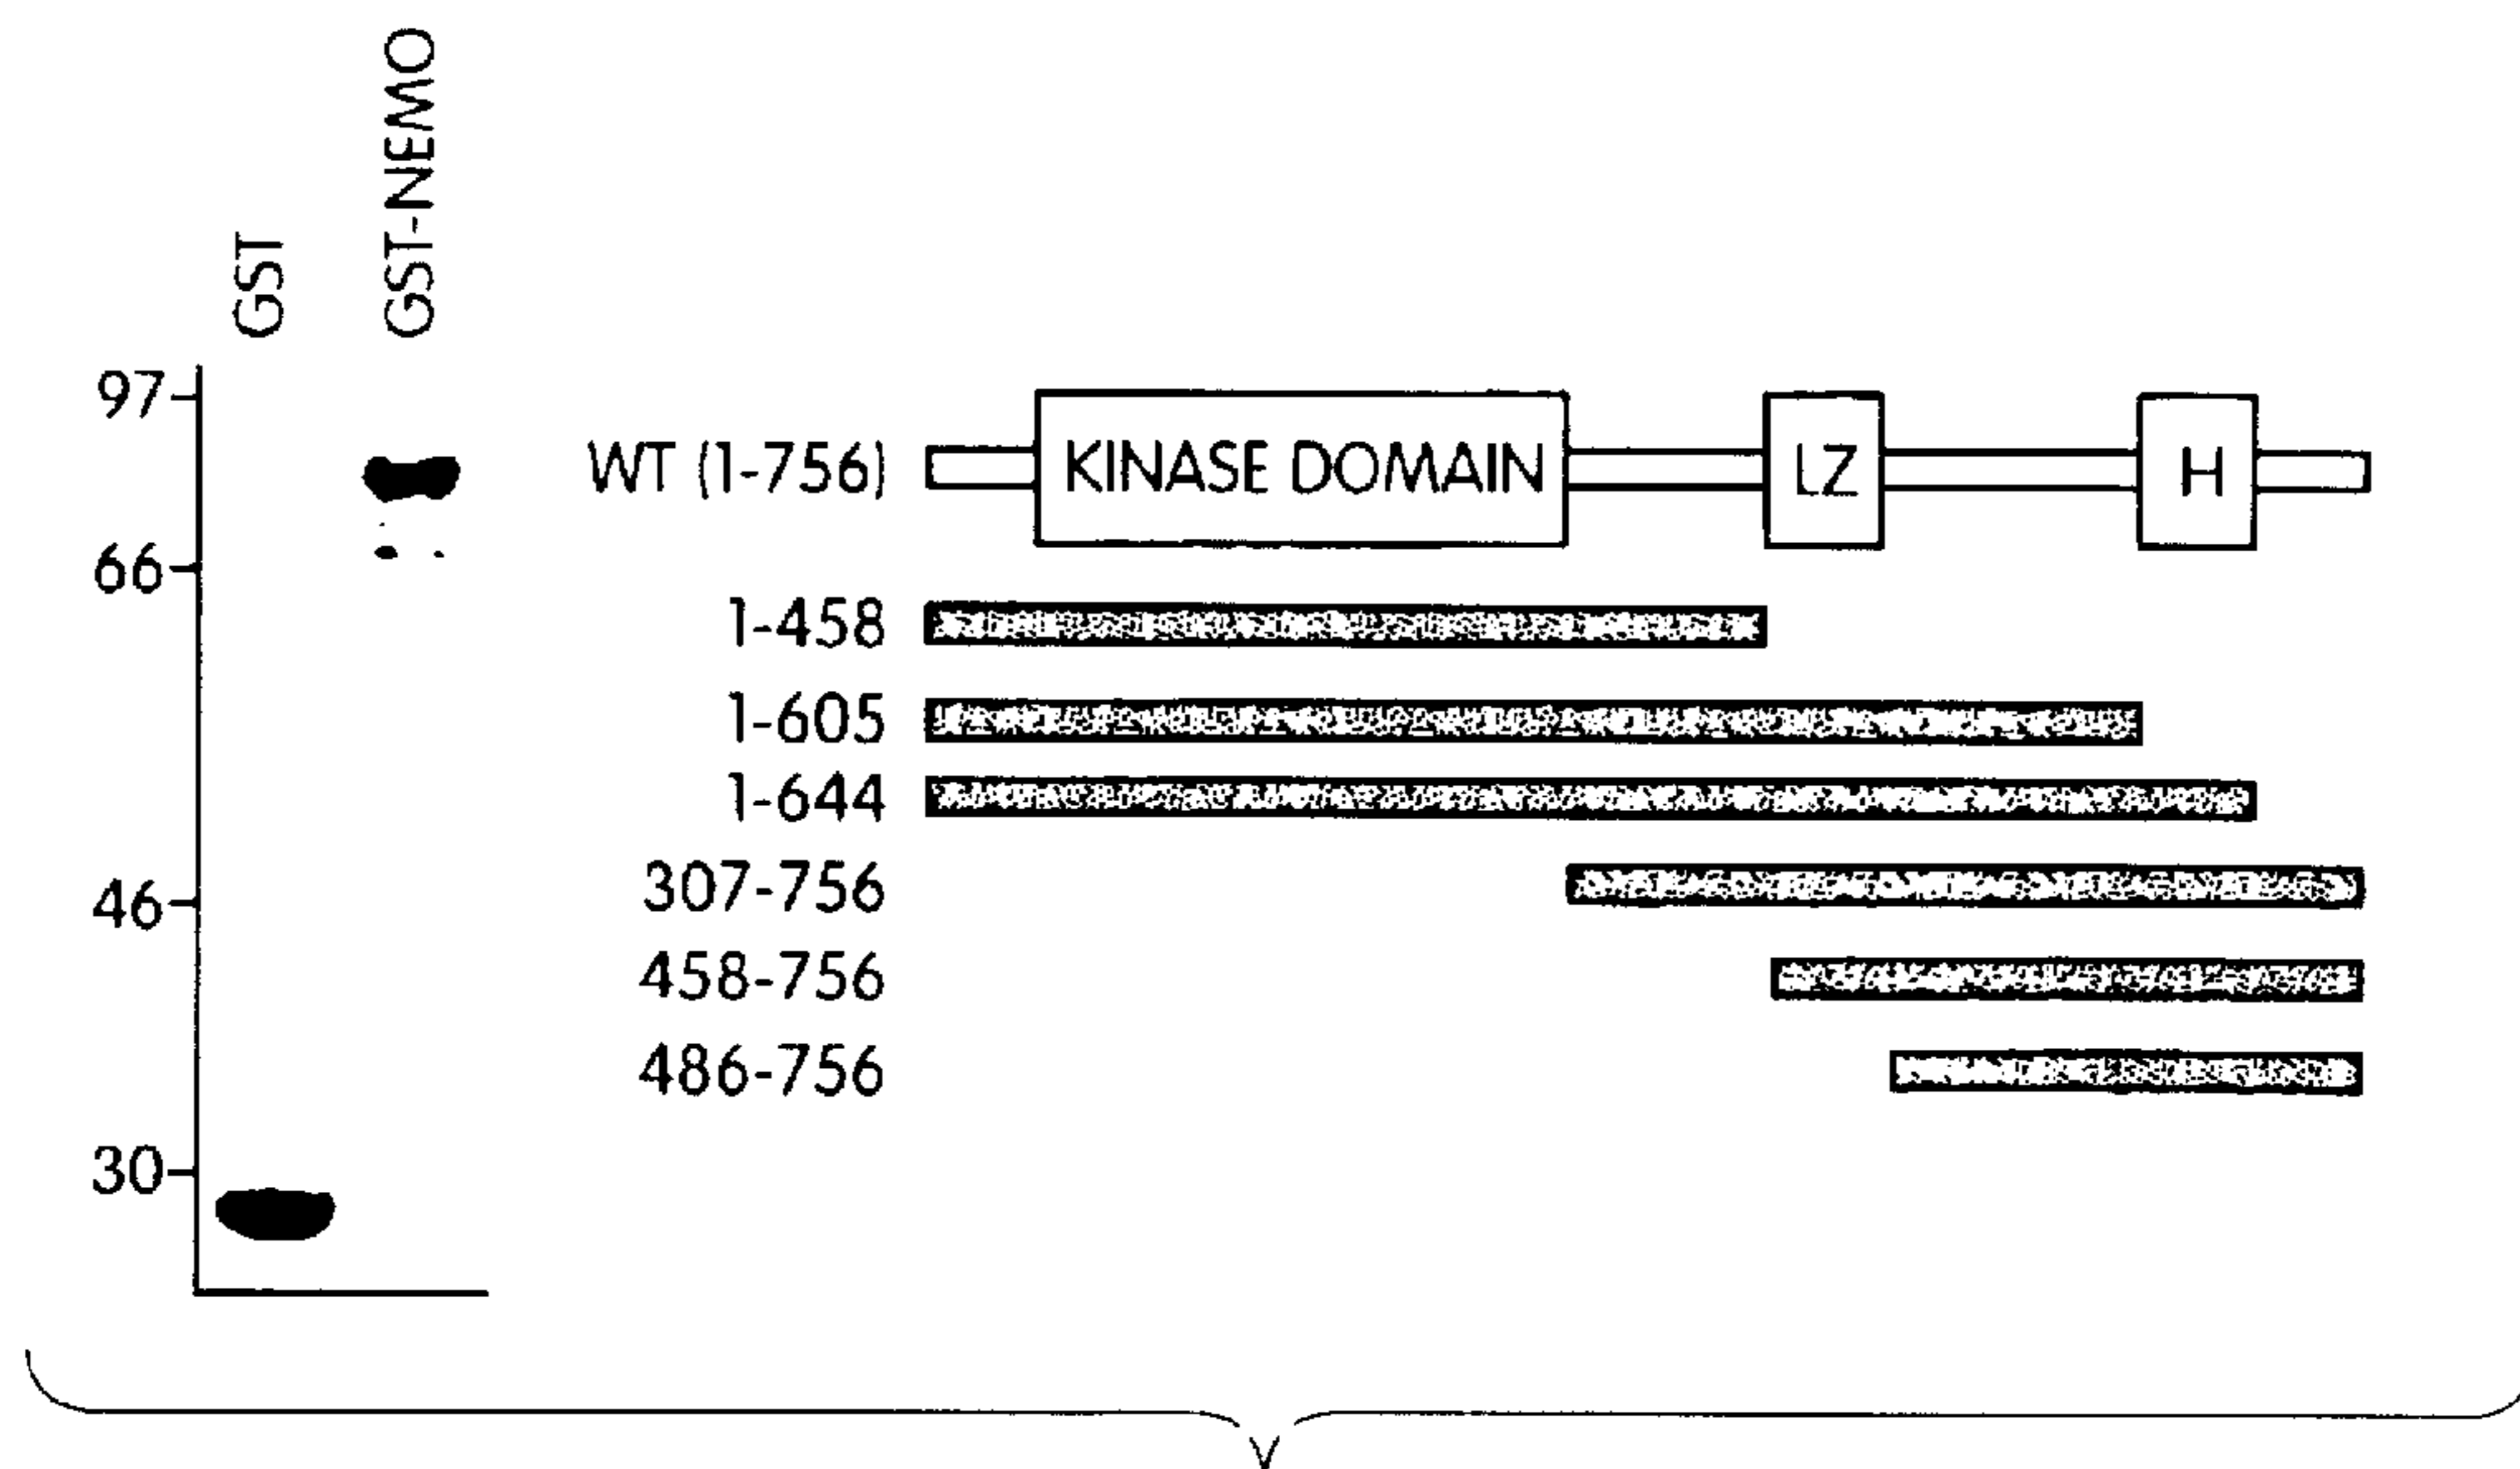 GST
GST-NEMO
97
66
46
30
WT (1-756)
KINASE DOMAIN
LZ
H
1-458
1-605
1-644
307-756
458-756
486-756